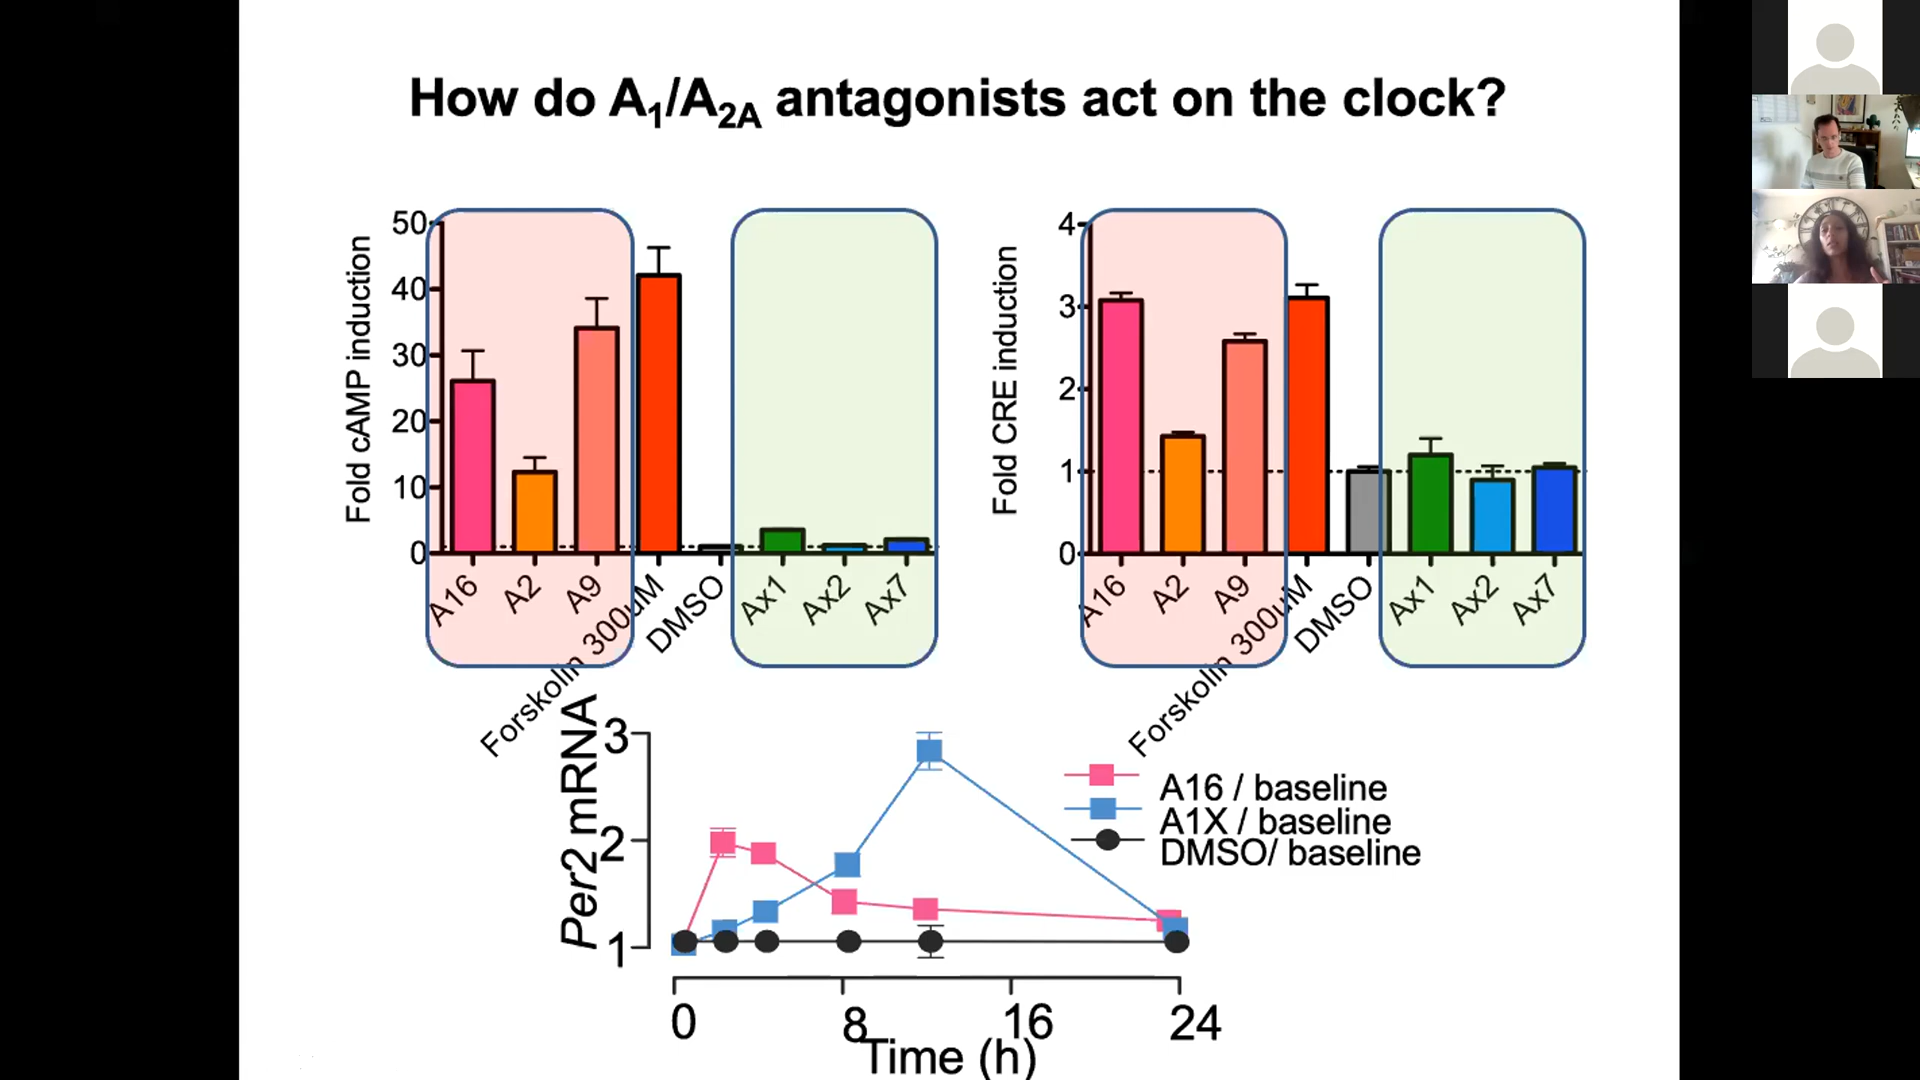 How do A1/A2A antagonists act on the clock?
Fold cAMP induction
50
40
30
20
10
0
A16
A2
A9
Forskolin 300uM
DMSO
Ax1
Ax2
Ax7
Fold CRE induction
4
3
2
1
0
A16
A2
A9
Forskolin 300uM
DMSO
Ax1
Ax2
Ax7
Per2 mRNA
3
2
1
A16 / baseline
A1X / baseline
DMSO/ baseline
0
8
16
24
Time (h)